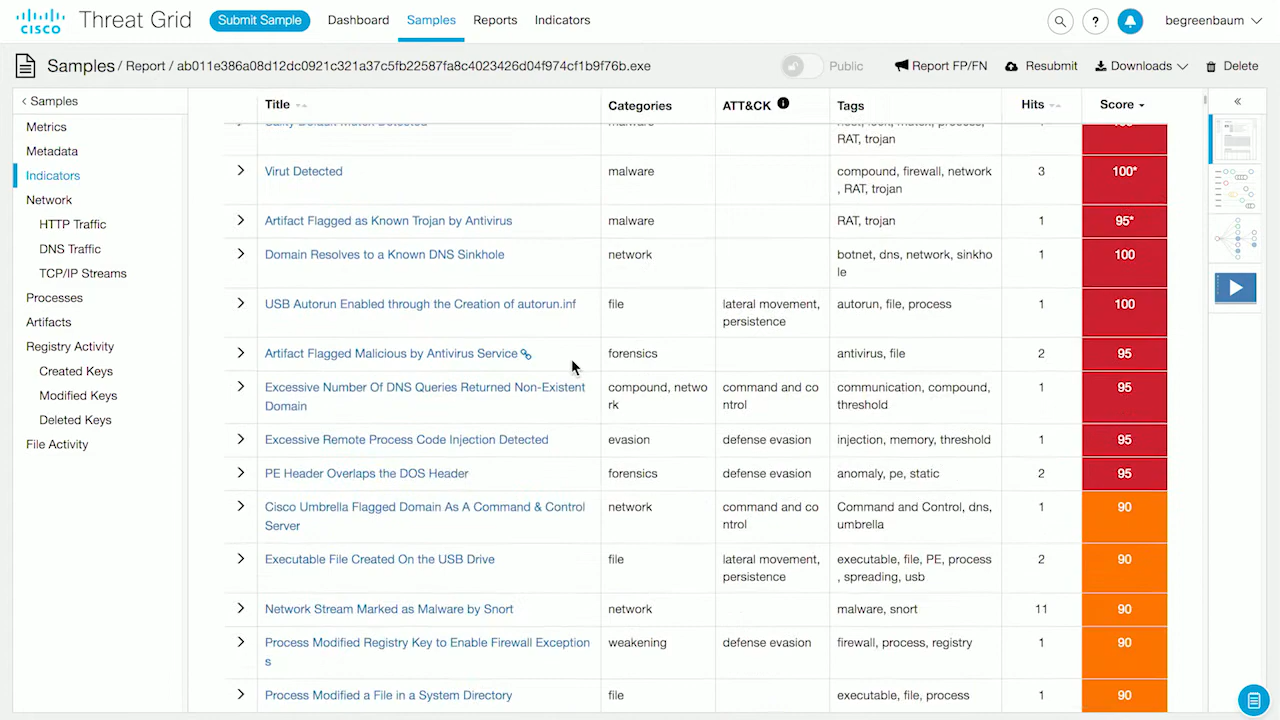 cisco Threat Grid Submit Sample Dashboard Samples Reports Indicators ? begreenbaum
Samples / Report / ab011e386a08d12dc0921c321a37c5fb22587fa8c4023426d04f974cf1b9f76b.exe Public Report FP/FN Resubmit Downloads Delete
Samples
Metrics
Metadata
Indicators
Network
HTTP Traffic
DNS Traffic
TCP/IP Streams
Processes
Artifacts
Registry Activity
Created Keys
Modified Keys
Deleted Keys
File Activity
Title Categories ATT&CK Tags Hits Score
malware
RAT, trojan
Virut Detected malware compound, firewall, network 3 100*
, RAT, trojan
Artifact Flagged as Known Trojan by Antivirus malware RAT, trojan 1 95*
Domain Resolves to a Known DNS Sinkhole network botnet, dns, network, sinkho 1 100
le
USB Autorun Enabled through the Creation of autorun.inf file lateral movement, autorun, file, process 1 100
persistence
Artifact Flagged Malicious by Antivirus Service forensics antivirus, file 2 95
Excessive Number Of DNS Queries Returned Non-Existent compound, netwo command and co communication, compound, 1 95
Domain rk ntrol threshold
Excessive Remote Process Code Injection Detected evasion defense evasion injection, memory, threshold 1 95
PE Header Overlaps the DOS Header forensics defense evasion anomaly, pe, static 2 95
Cisco Umbrella Flagged Domain As A Command & Control network command and co Command and Control, dns, 1 90
Server ntrol umbrella
Executable File Created On the USB Drive file lateral movement, executable, file, PE, process 2 90
persistence , spreading, usb
Network Stream Marked as Malware by Snort network malware, snort 11 90
Process Modified Registry Key to Enable Firewall Exception weakening defense evasion firewall, process, registry 1 90
s
Process Modified a File in a System Directory file executable, file, process 1 90